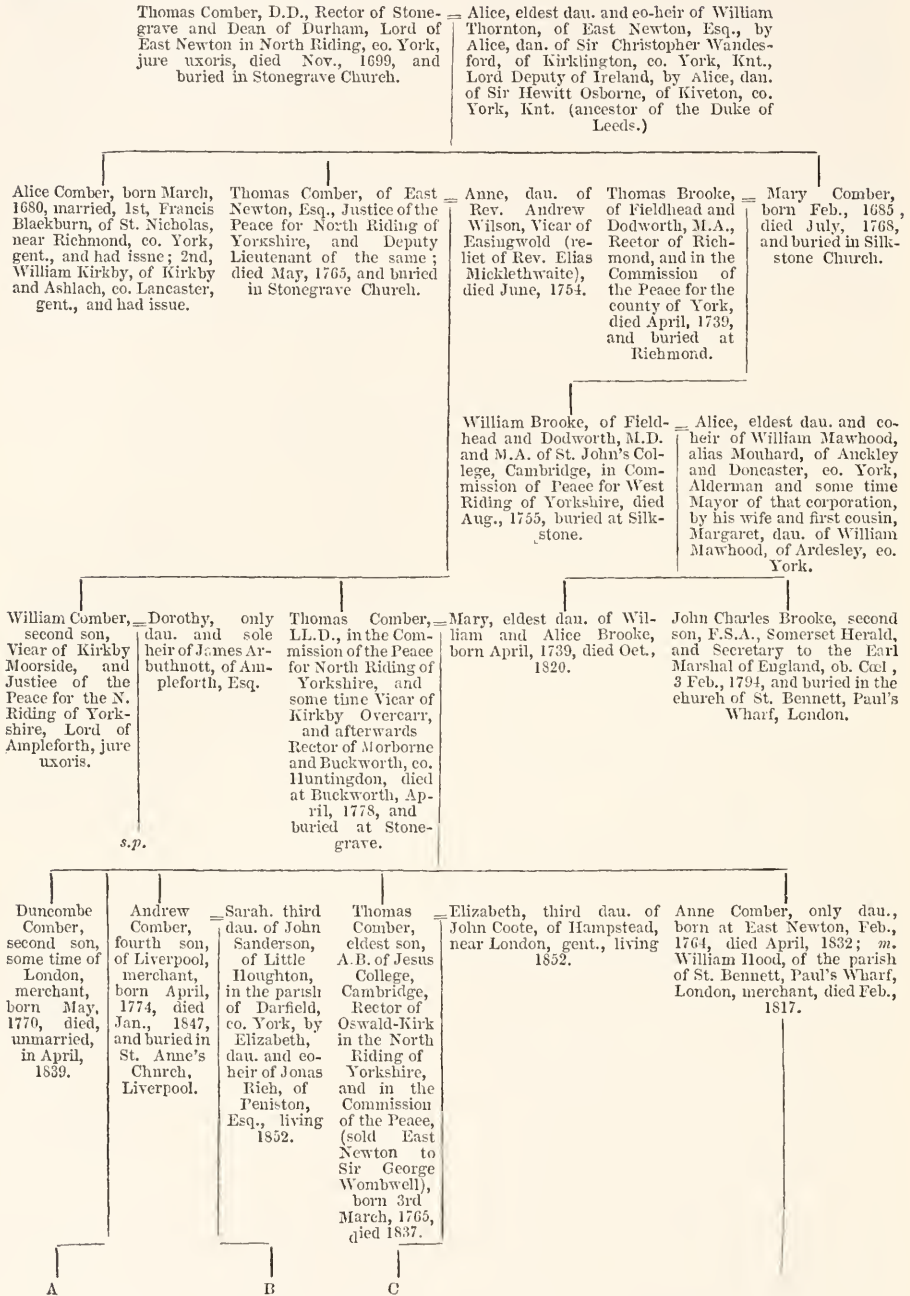 Thomas Comber, D.D., Rector of Stone-
grave and Dean of Durham, Lord of
East Newton in North Riding, co. York,
jure uxoris, died Nov., 1699, and
buried in Stonegrave Church.
= Alice, eldest dau. and co-heir of William
Thornton, of East Newton, Esq., by
Alice, dan. of Sir Christopher Wandes-
ford, of Kirklington, co. York, Knt.,
Lord Deputy of Ireland, by Alice, dan.
of Sir Hewitt Osborne, of Kiveton, co.
York, Knt. (ancestor of the Duke of
Leeds.)
Alice Comber, born March,
1680, married, 1st, Francis
Blackburn, of St. Nicholas,
near Richmond, co. York,
gent., and had issue; 2nd,
William Kirkby, of Kirkby
and Ashlach, co. Lancaster,
gent., and had issue.
Thomas Comber, of East
Newton, Esq., Justice of the
Peace for North Riding of
Yorkshire, and Deputy
Lieutenant of the same;
died May, 1765, and buried
in Stonegrave Church.
= Anne, dau. of
Rev. Andrew
Wilson, Vicar of
Easingwold (re-
lict of Rev. Elias
Micklethwaite),
died June, 1754.
Thomas Brooke,
of Fieldhead and
Dodworth, M.A.,
Rector of Rich-
mond, and in the
Commission of
the Peace for the
county of York,
died April, 1739,
and buried at
Richmond.
= Mary Comber,
born Feb., 1685,
died July, 1768,
and buried in Silk-
stone Church.
William Brooke, of Field-
head and Dodworth, M.D.
and M.A. of St. John's Col-
lege, Cambridge, in Com-
mission of Peace for West
Riding of Yorkshire, died
Aug., 1755, buried at Silk-
stone.
= Alice, eldest dau. and co-
heir of William Mawhood,
alias Mouhard, of Anckley
and Doncaster, co. York,
Alderman and some time
Mayor of that corporation,
by his wife and first cousin,
Margaret, dau. of William
Mawhood, of Ardesley, co.
York.
William Comber,
second son,
Vicar of Kirkby
Moorside, and
Justice of the
Peace for the N.
Riding of York-
shire, Lord of
Ampleforth, jure
uxoris.
= Dorothy, only
dau. and sole
heir of James Ar-
buthnott, of Am-
pleforth, Esq.
s.p.
Thomas Comber,
LL.D., in the Com-
mission of the Peace
for North Riding of
Yorkshire, and
some time Vicar of
Kirkby Overcarr,
and afterwards
Rector of Morborne
and Buckworth, co.
Huntingdon, died
at Buckworth, Ap-
ril, 1778, and
buried at Stone-
grave.
= Mary, eldest dan. of Wil-
liam and Alice Brooke,
born April, 1739, died Oct.,
1820.
John Charles Brooke, second
son, F.S.A., Somerset Herald,
and Secretary to the Earl
Marshal of England, ob. Cœl,
3 Feb., 1794, and buried in the
church of St. Bennett, Paul's
Wharf, London.
Duncombe
Comber,
second son,
some time of
London,
merchant,
born May,
1770, died,
unmarried,
in April,
1839.
Andrew
Comber,
fourth son,
of Liverpool,
merchant,
born April,
1774, died
Jan., 1847,
and buried in
St. Anne's
Church,
Liverpool.
= Sarah. third
dau. of John
Sanderson,
of Little
Houghton,
in the parish
of Darfield,
co. York, by
Elizabeth,
dau. and co-
heir of Jonas
Rich, of
Peniston,
Esq., living
1852.
Thomas
Comber,
eldest son,
A.B. of Jesus
College,
Cambridge,
Rector of
Oswald-Kirk
in the North
Riding of
Yorkshire,
and in the
Commission
of the Peace,
(sold East
Newton to
Sir George
Wombwell),
born 3rd
March, 1765,
died 1837.
= Elizabeth, third dau. of
John Coote, of Hampstead,
near London, gent., living
1852.
Anne Comber, only dau.,
born at East Newton, Feb.,
1764, died April, 1832; m.
William Hood, of the parish
of St. Bennett, Paul's Wharf,
London, merchant, died Feb.,
1817.
A B C